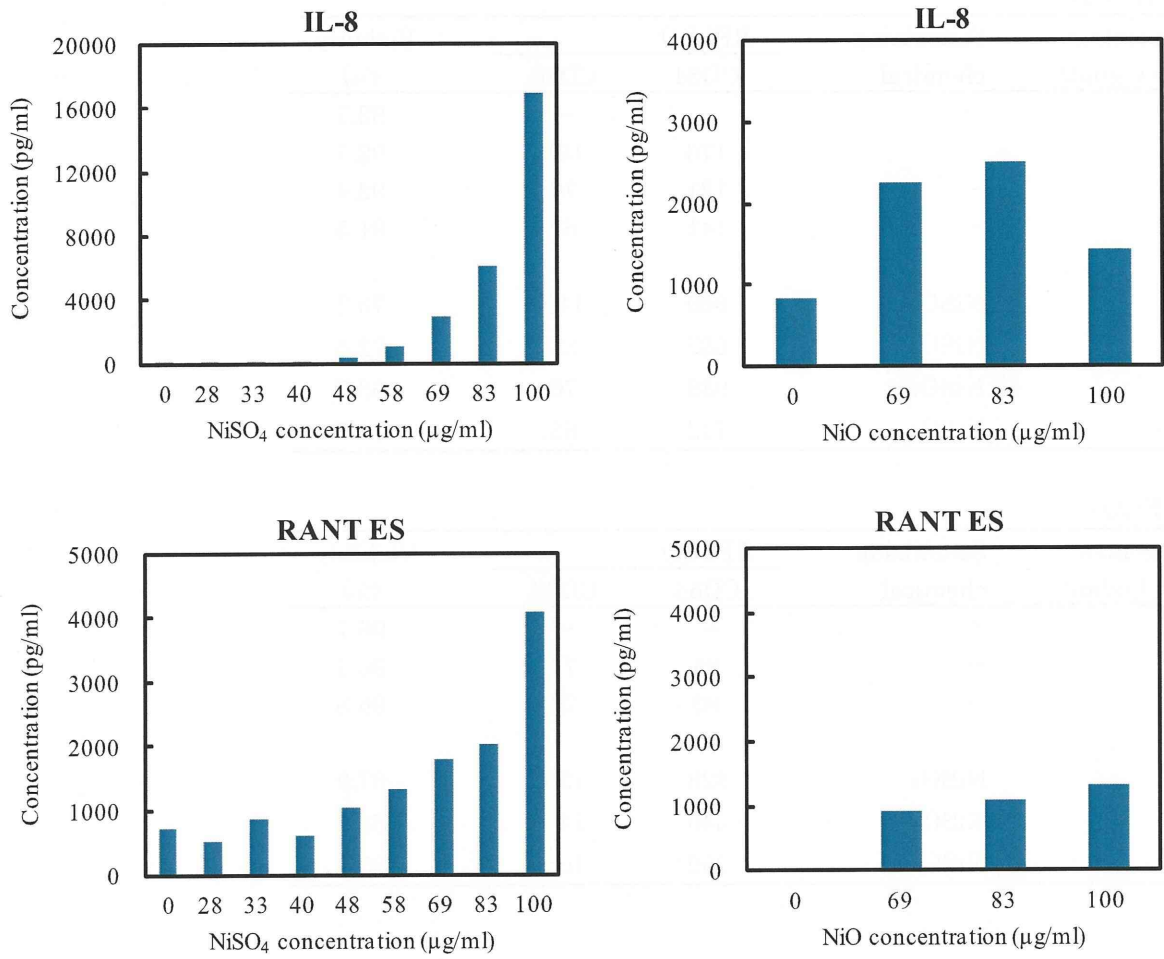 IL-8
20000
16000
12000
8000
4000
0
Concentration (pg/ml)
0 28 33 40 48 58 69 83 100
NiSO₄ concentration (µg/ml)
IL-8
4000
3000
2000
1000
0
Concentration (pg/ml)
0 69 83 100
NiO concentration (µg/ml)
RANT ES
5000
4000
3000
2000
1000
0
Concentration (pg/ml)
0 28 33 40 48 58 69 83 100
NiSO₄ concentration (µg/ml)
RANT ES
5000
4000
3000
2000
1000
0
Concentration (pg/ml)
0 69 83 100
NiO concentration (µg/ml)